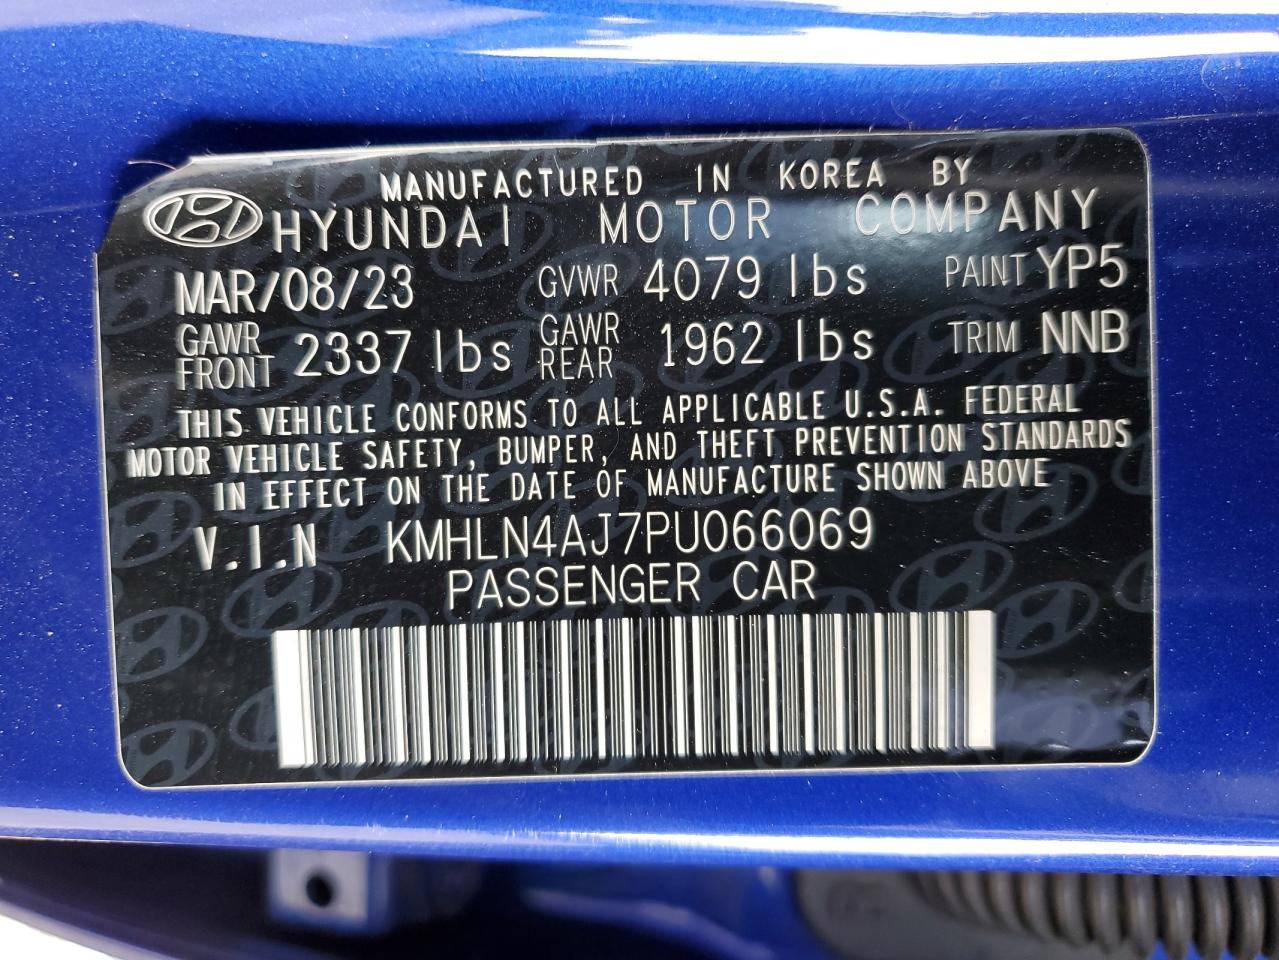 MANUFACTURED IN KOREA BY
HYUNDAI MOTOR COMPANY
MAR/08/23 GVWR 4079 lbs PAINT YP5
GAWR FRONT 2337 lbs GAWR REAR 1962 lbs TRIM NNB
THIS VEHICLE CONFORMS TO ALL APPLICABLE U.S.A. FEDERAL
MOTOR VEHICLE SAFETY, BUMPER, AND THEFT PREVENTION STANDARDS
IN EFFECT ON THE DATE OF MANUFACTURE SHOWN ABOVE
V.I.N KMHLN4AJ7PU066069
PASSENGER CAR